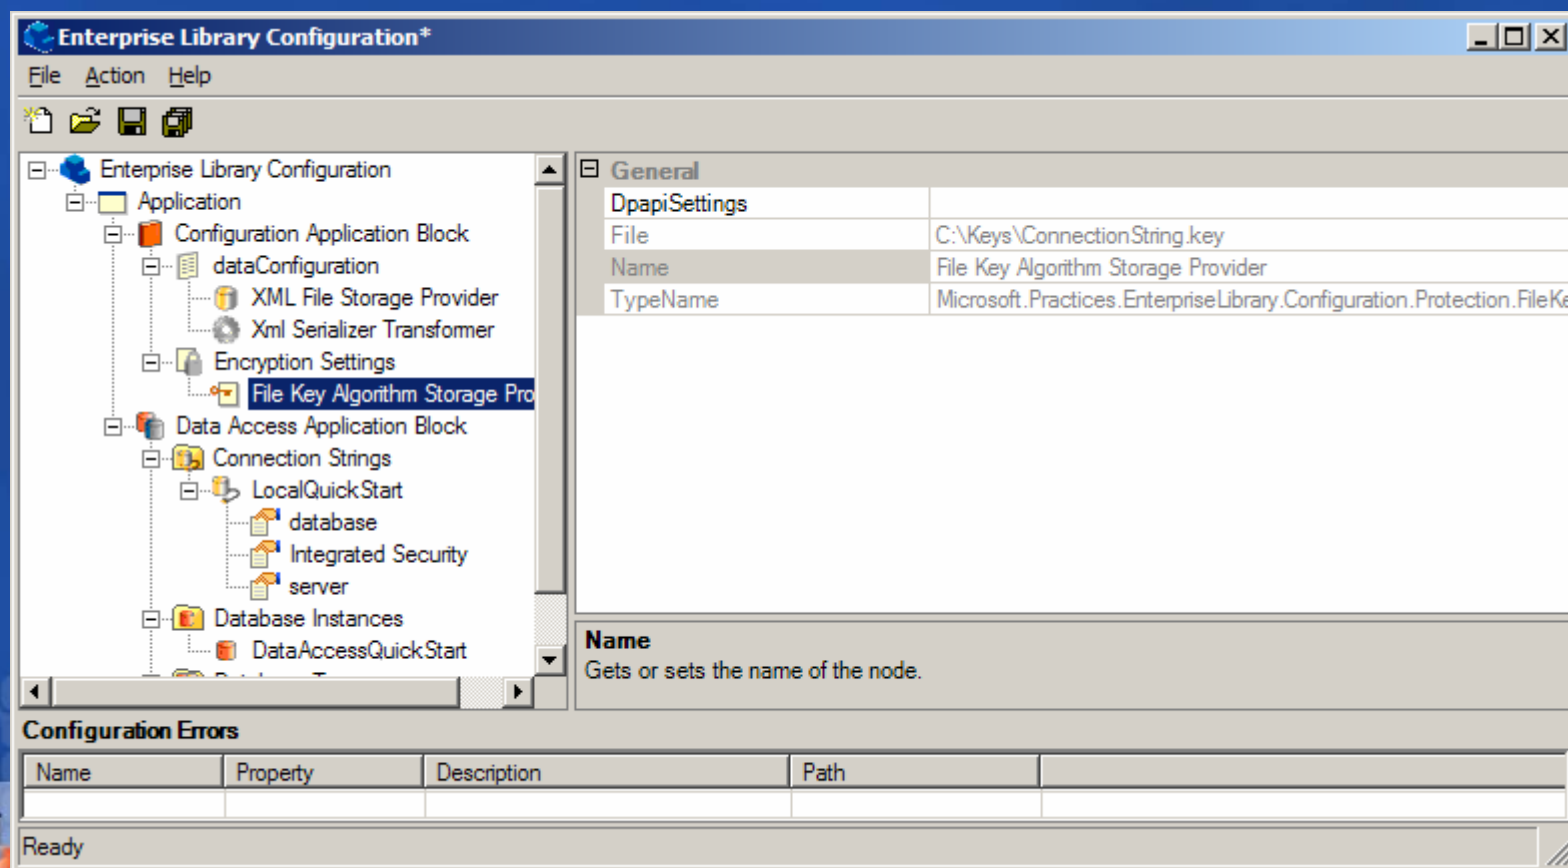 Enterprise Library Configuration*
File Action Help
Enterprise Library Configuration
Application
Configuration Application Block
dataConfiguration
XML File Storage Provider
Xml Serializer Transformer
Encryption Settings
File Key Algorithm Storage Pro
Data Access Application Block
Connection Strings
LocalQuickStart
database
Integrated Security
server
Database Instances
DataAccessQuickStart
General
DpapiSettings
File C:\Keys\ConnectionString.key
Name File Key Algorithm Storage Provider
TypeName Microsoft.Practices.EnterpriseLibrary.Configuration.Protection.FileKe
Name
Gets or sets the name of the node.
Configuration Errors
Name Property Description Path
Ready